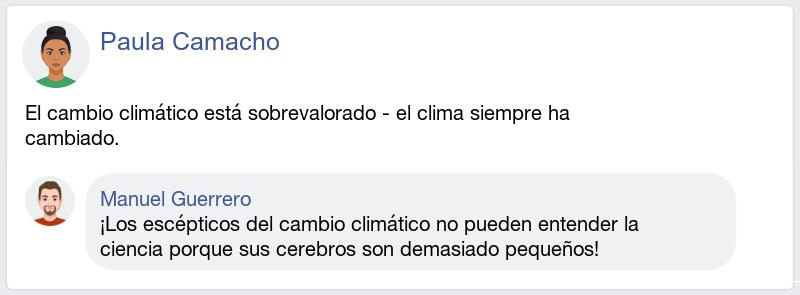 Paula Camacho
El cambio climático está sobrevalorado - el clima siempre ha
cambiado.
Manuel Guerrero
¡Los escépticos del cambio climático no pueden entender la
ciencia porque sus cerebros son demasiado pequeños!